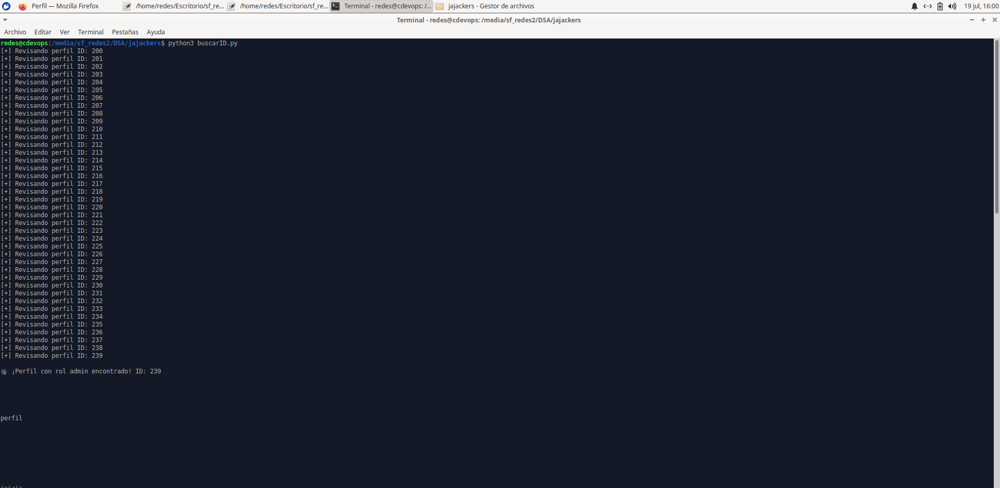 Perfil — Mozilla Firefox
/home/redes/Escritorio/sf_re...
/home/redes/Escritorio/sf_re...
Terminal - redes@cdevops: /...
jajackers - Gestor de archivos
19 jul, 16:00
Terminal - redes@cdevops: /media/sf_redes2/DSA/jajackers
Archivo Editar Ver Terminal Pestañas Ayuda
redes@cdevops:/media/sf_redes2/DSA/jajackers$ python3 buscarID.py
[+] Revisando perfil ID: 200
[+] Revisando perfil ID: 201
[+] Revisando perfil ID: 202
[+] Revisando perfil ID: 203
[+] Revisando perfil ID: 204
[+] Revisando perfil ID: 205
[+] Revisando perfil ID: 206
[+] Revisando perfil ID: 207
[+] Revisando perfil ID: 208
[+] Revisando perfil ID: 209
[+] Revisando perfil ID: 210
[+] Revisando perfil ID: 211
[+] Revisando perfil ID: 212
[+] Revisando perfil ID: 213
[+] Revisando perfil ID: 214
[+] Revisando perfil ID: 215
[+] Revisando perfil ID: 216
[+] Revisando perfil ID: 217
[+] Revisando perfil ID: 218
[+] Revisando perfil ID: 219
[+] Revisando perfil ID: 220
[+] Revisando perfil ID: 221
[+] Revisando perfil ID: 222
[+] Revisando perfil ID: 223
[+] Revisando perfil ID: 224
[+] Revisando perfil ID: 225
[+] Revisando perfil ID: 226
[+] Revisando perfil ID: 227
[+] Revisando perfil ID: 228
[+] Revisando perfil ID: 229
[+] Revisando perfil ID: 230
[+] Revisando perfil ID: 231
[+] Revisando perfil ID: 232
[+] Revisando perfil ID: 233
[+] Revisando perfil ID: 234
[+] Revisando perfil ID: 235
[+] Revisando perfil ID: 236
[+] Revisando perfil ID: 237
[+] Revisando perfil ID: 238
[+] Revisando perfil ID: 239
¡Perfil con rol admin encontrado! ID: 239
perfil